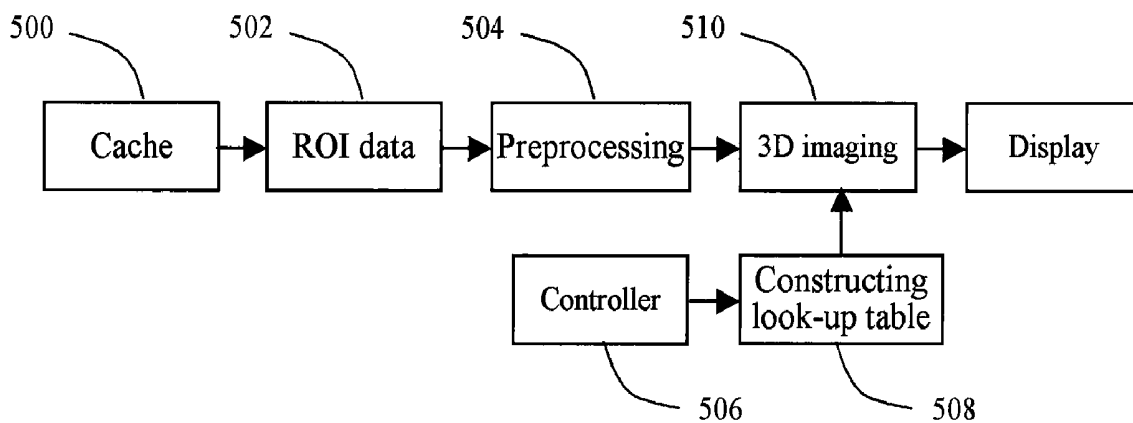 500
502
504
510
Cache
ROI data
Preprocessing
3D imaging
Display
Controller
Constructing
look-up table
506
508